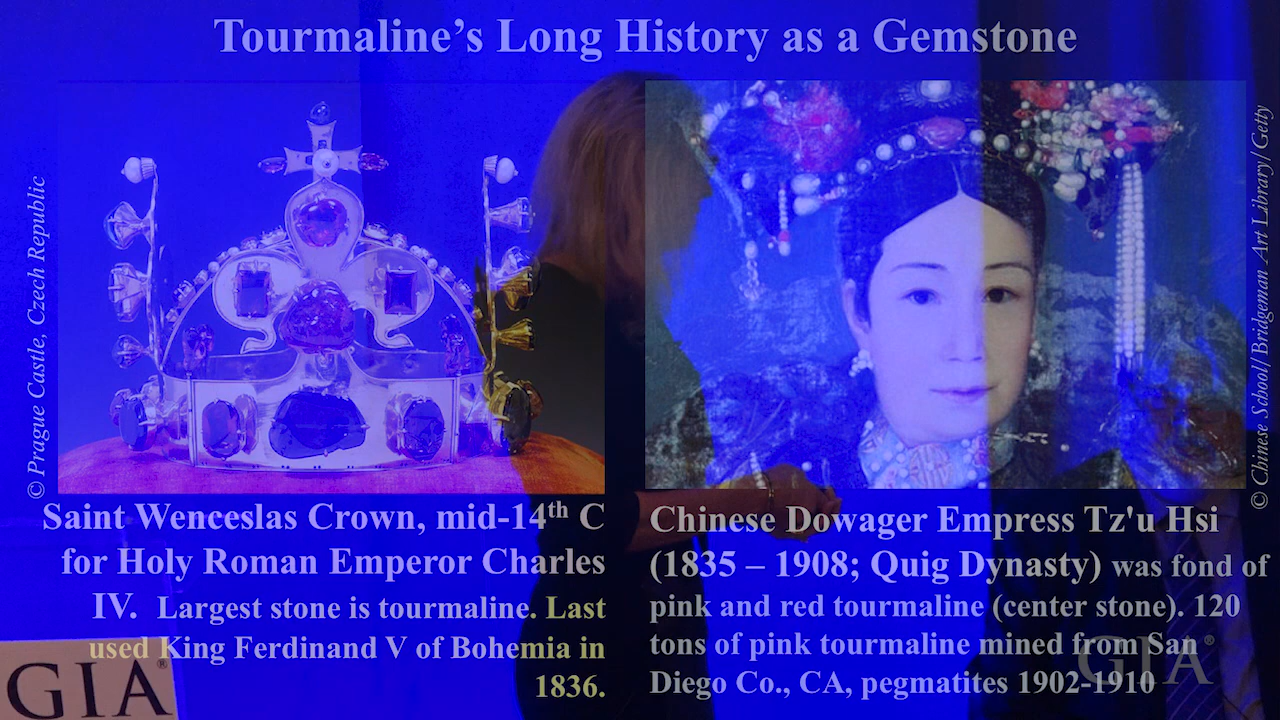 Tourmaline’s Long History as a Gemstone
© Prague Castle, Czech Republic
© Chinese School/Bridgeman Art Library/Getty
Saint Wenceslas Crown, mid-14th C
for Holy Roman Emperor Charles
IV. Largest stone is tourmaline. Last
used King Ferdinand V of Bohemia in
1836.
Chinese Dowager Empress Tz'u Hsi
(1835 – 1908; Quig Dynasty) was fond of
pink and red tourmaline (center stone). 120
tons of pink tourmaline mined from San
Diego Co., CA, pegmatites 1902-1910
GIA®
GIA®